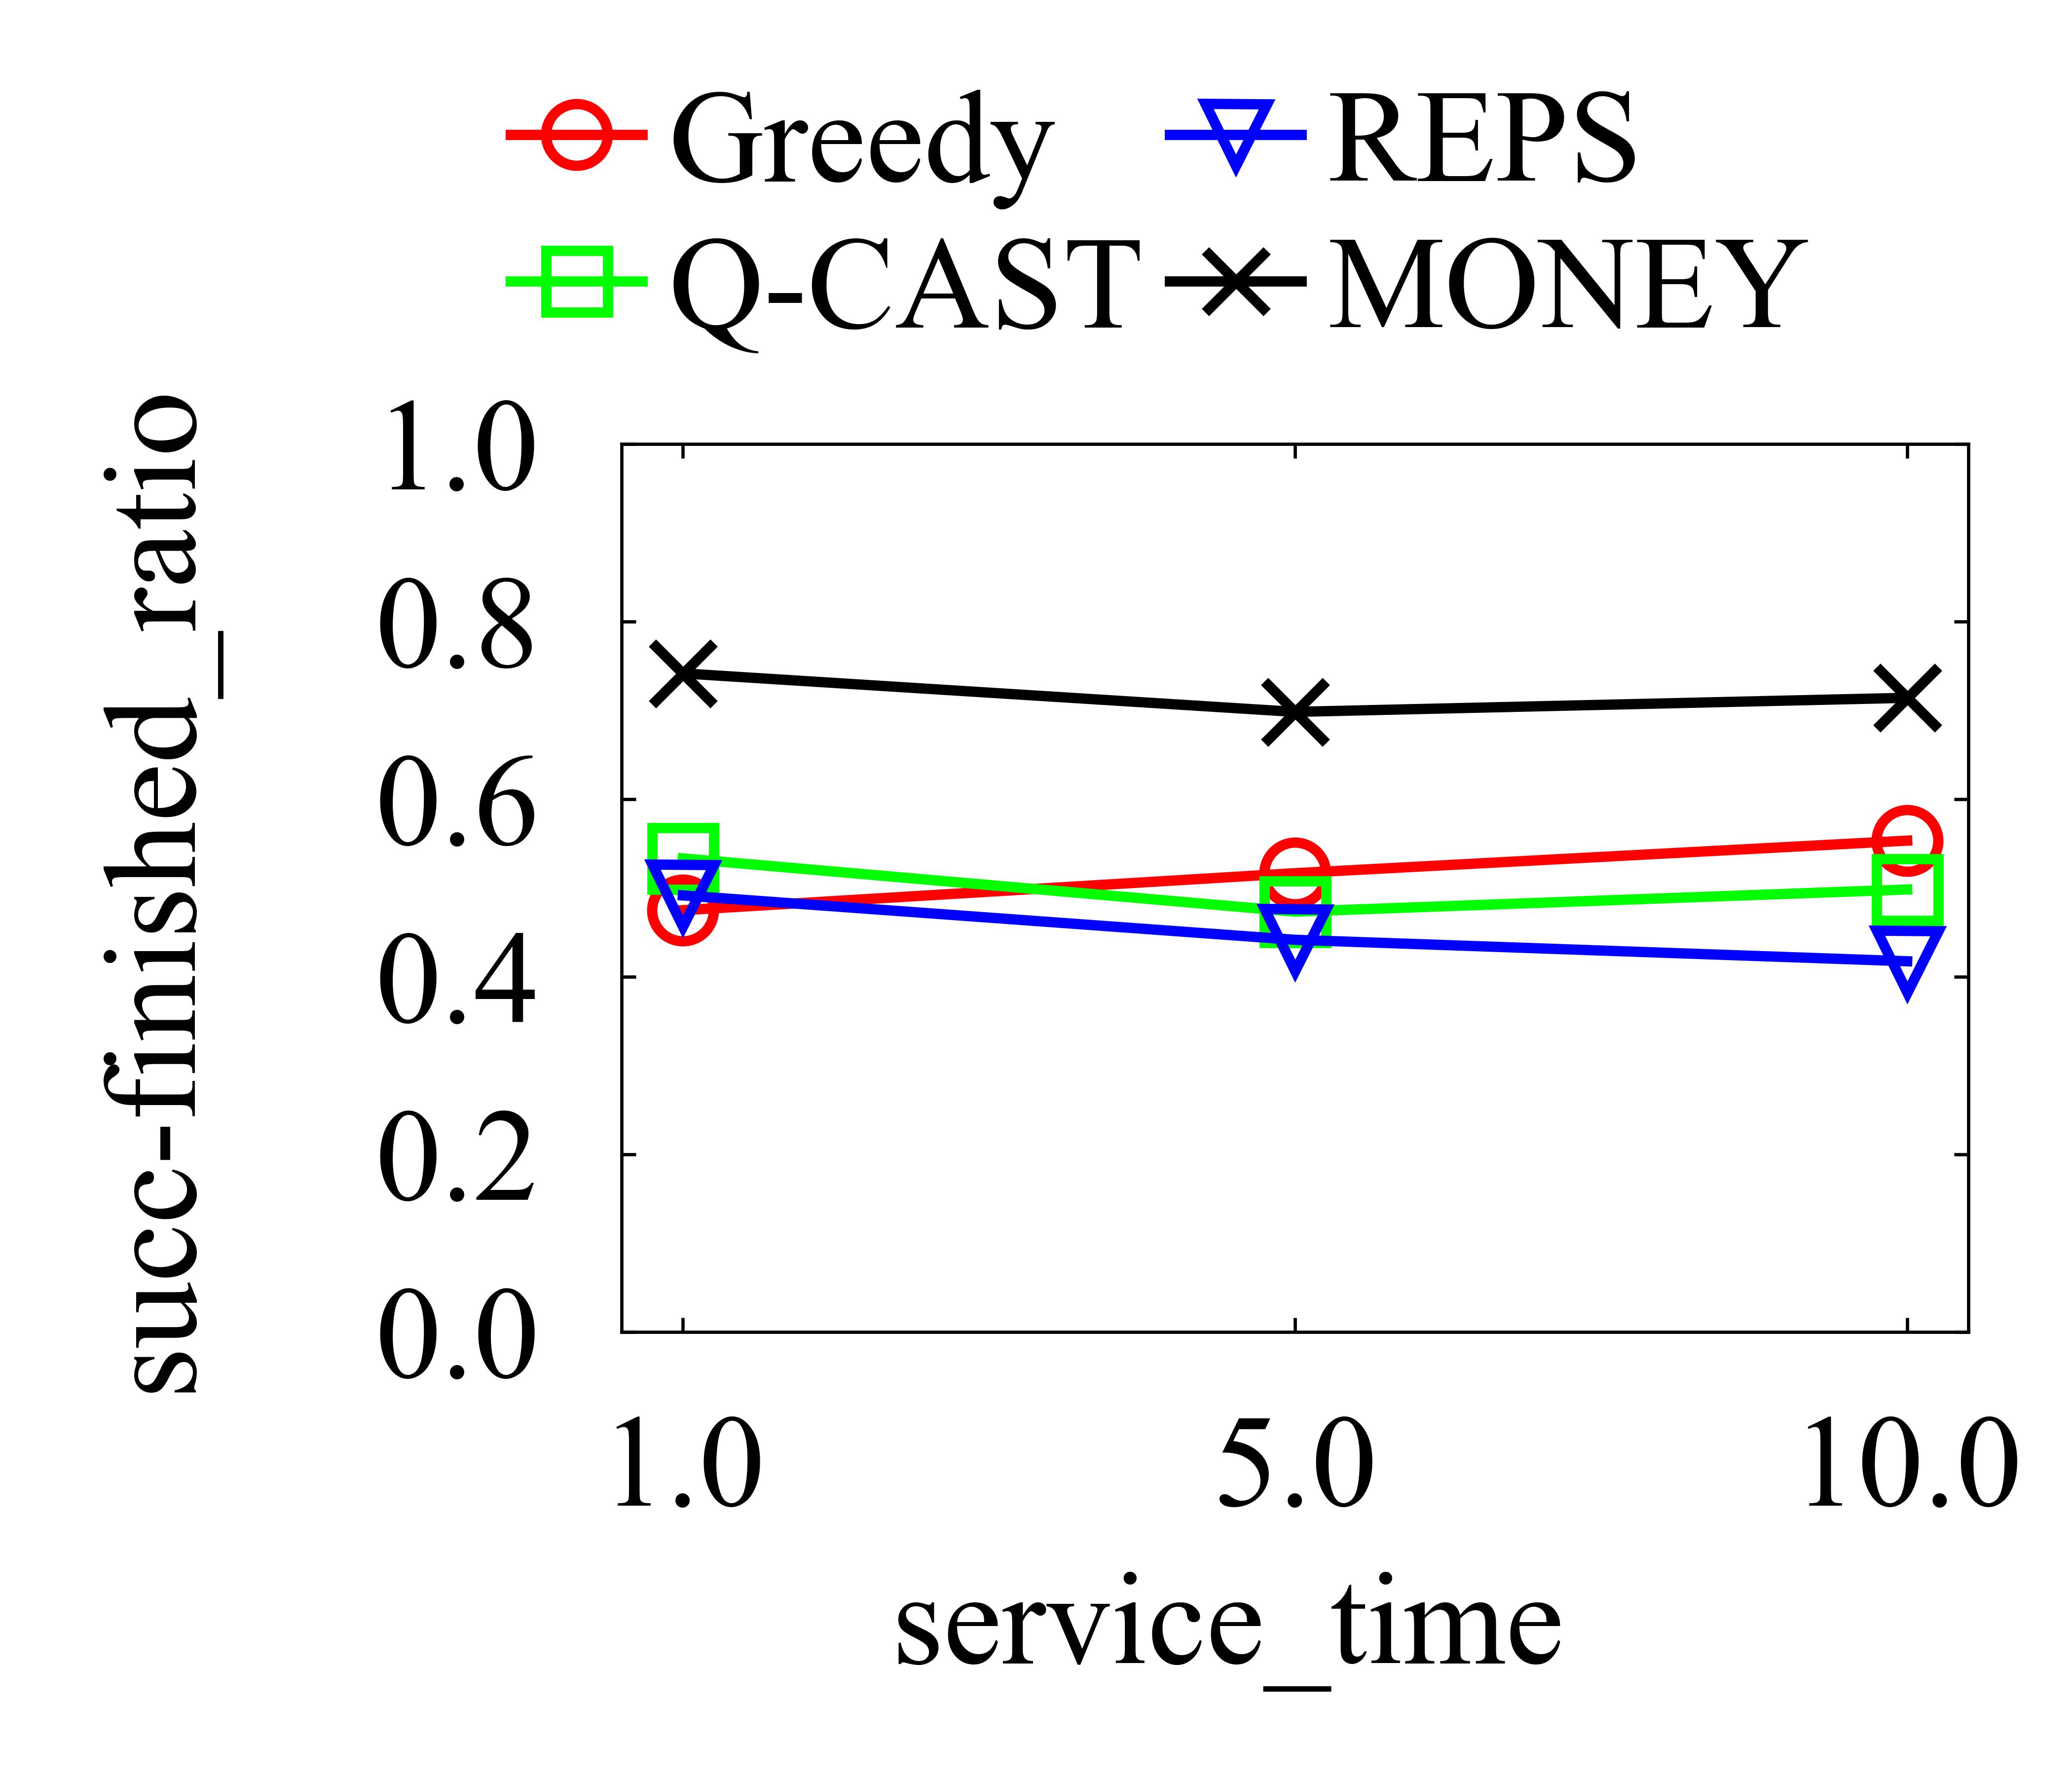 Greedy REPS
Q-CAST MONEY
succ-finished_ratio
1.0
0.8
0.6
0.4
0.2
0.0
1.0 5.0 10.0
service_time